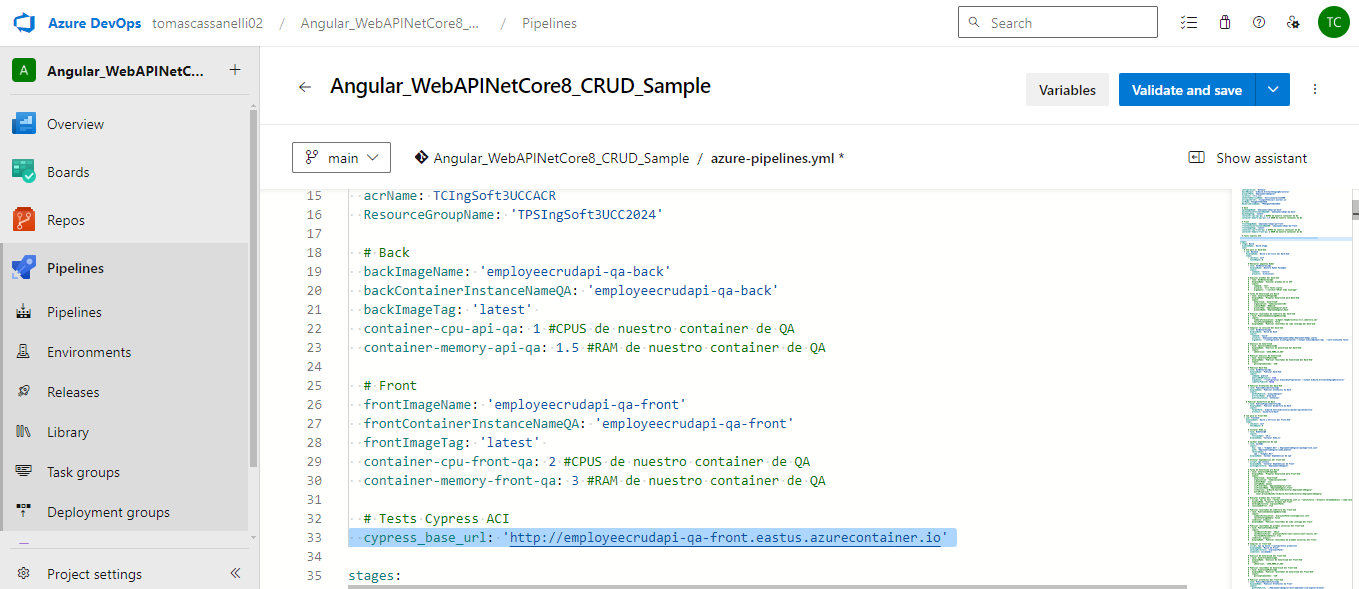 Azure DevOps tomascassanelli02 / Angular_WebAPINetCore8_... / Pipelines
Search
TC
A Angular_WebAPINetC... +
Overview
Boards
Repos
Pipelines
Pipelines
Environments
Releases
Library
Task groups
Deployment groups
Project settings
Angular_WebAPINetCore8_CRUD_Sample
Variables
Validate and save
main
Angular_WebAPINetCore8_CRUD_Sample / azure-pipelines.yml *
Show assistant
15 acrName: TCIngSoft3UCCACR
16 ResourceGroupName: 'TPSIngSoft3UCC2024'
17
18 # Back
19 backImageName: 'employeecrudapi-qa-back'
20 backContainerInstanceNameQA: 'employeecrudapi-qa-back'
21 backImageTag: 'latest'
22 container-cpu-api-qa: 1 #CPUS de nuestro container de QA
23 container-memory-api-qa: 1.5 #RAM de nuestro container de QA
24
25 # Front
26 frontImageName: 'employeecrudapi-qa-front'
27 frontContainerInstanceNameQA: 'employeecrudapi-qa-front'
28 frontImageTag: 'latest'
29 container-cpu-front-qa: 2 #CPUS de nuestro container de QA
30 container-memory-front-qa: 3 #RAM de nuestro container de QA
31
32 # Tests Cypress ACI
33 cypress_base_url: 'http://employeecrudapi-qa-front.eastus.azurecontainer.io'
34
35 stages: